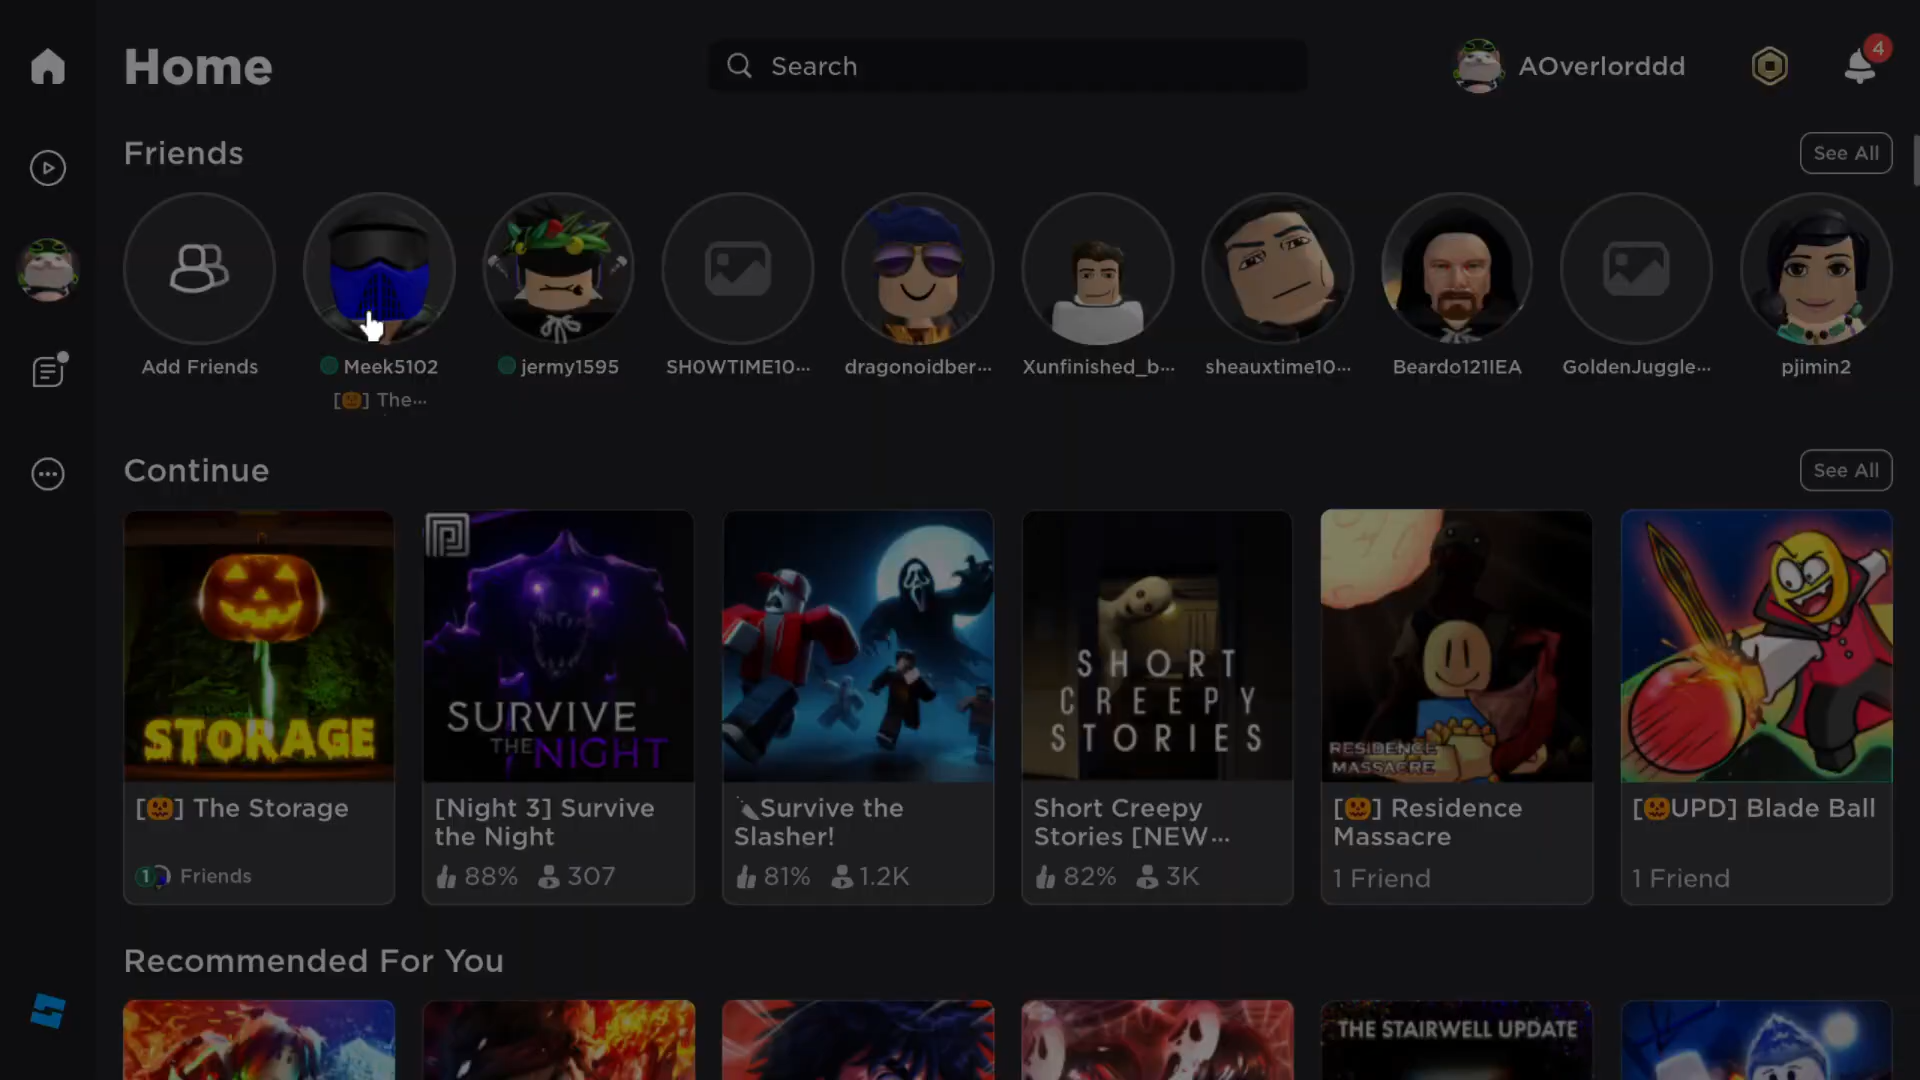 Home
Search
AOverlorddd
4
Friends
See All
Add Friends
Meek5102
[🎃] The...
jermy1595
SH0WTIME10...
dragonoidber...
Xunfinished_b...
sheauxtime10...
Beardo121IEA
GoldenJuggle...
pjimin2
Continue
See All
STORAGE
SURVIVE
THE NIGHT
SHORT
CREEPY
STORIES
RESIDENCE
MASSACRE
[🎃] The Storage
1 Friends
[Night 3] Survive
the Night
88% 307
🔪Survive the
Slasher!
81% 1.2K
Short Creepy
Stories [NEW...
82% 3K
[🎃] Residence
Massacre
1 Friend
[🎃UPD] Blade Ball
1 Friend
Recommended For You
THE STAIRWELL UPDATE